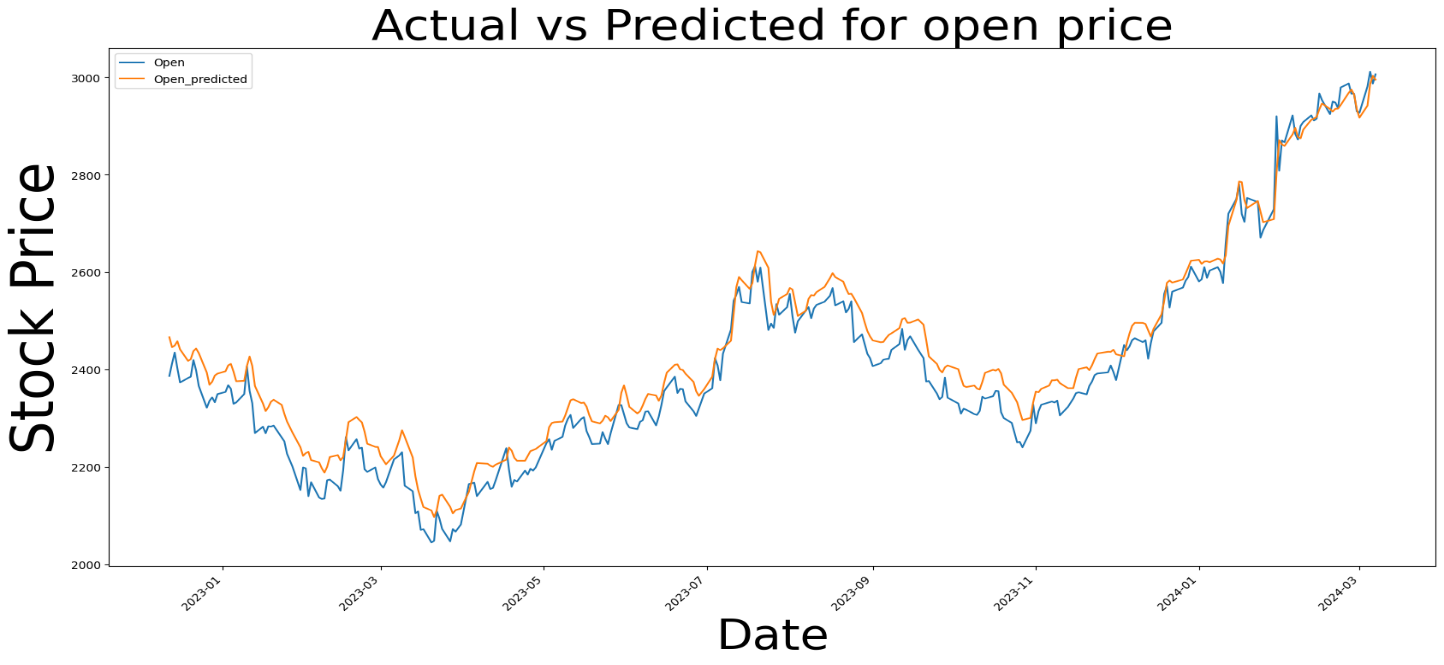 Actual vs Predicted for open price
Open
Open_predicted
Stock Price
3000
2800
2600
2400
2200
2000
2023-01
2023-03
2023-05
2023-07
2023-09
2023-11
2024-01
2024-03
Date